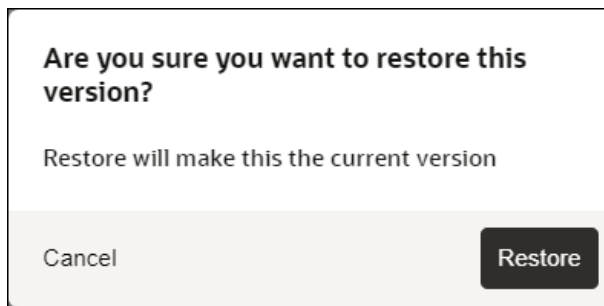 Are you sure you want to restore this
version?
Restore will make this the current version
Cancel
Restore